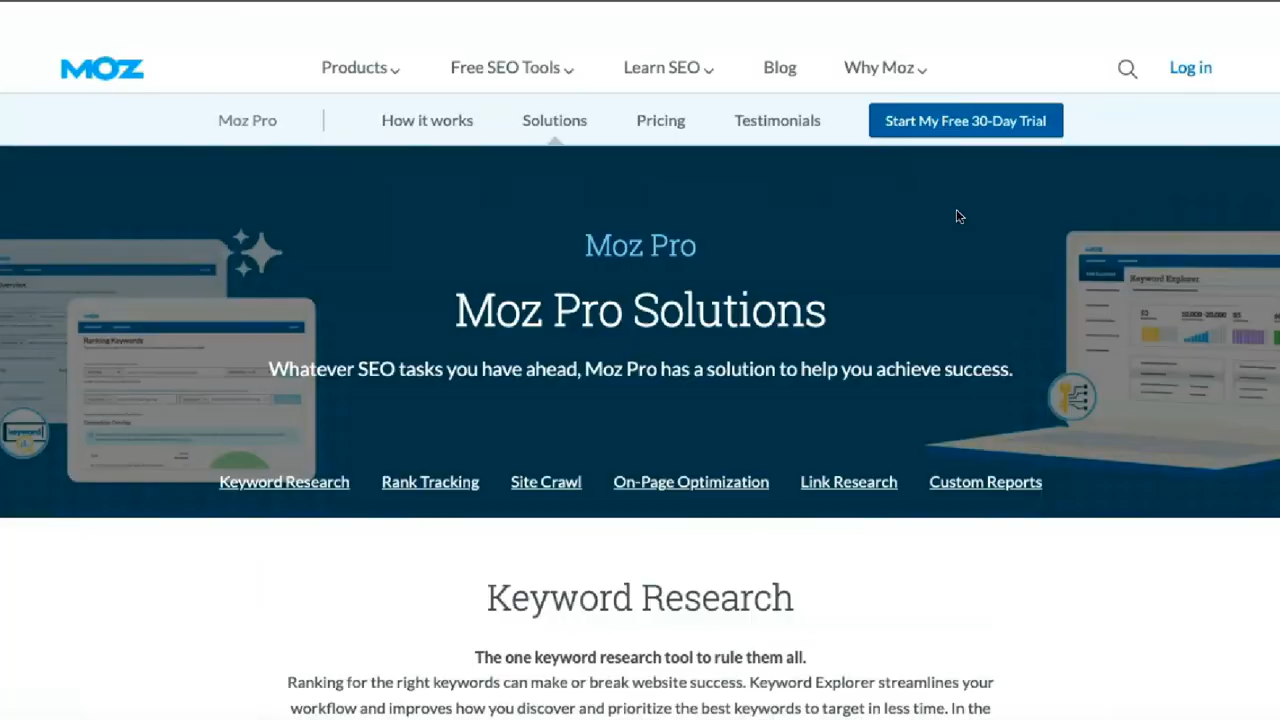 MOZ
Products
Free SEO Tools
Learn SEO
Blog
Why Moz
Log in
Moz Pro
How it works
Solutions
Pricing
Testimonials
Start My Free 30-Day Trial
Moz Pro
Moz Pro Solutions
Whatever SEO tasks you have ahead, Moz Pro has a solution to help you achieve success.
Ranking Keywords
keyword
Keyword Explorer
Keyword Research
Rank Tracking
Site Crawl
On-Page Optimization
Link Research
Custom Reports
Keyword Research
The one keyword research tool to rule them all.
Ranking for the right keywords can make or break website success. Keyword Explorer streamlines your
workflow and improves how you discover and prioritize the best keywords to target in less time. In the